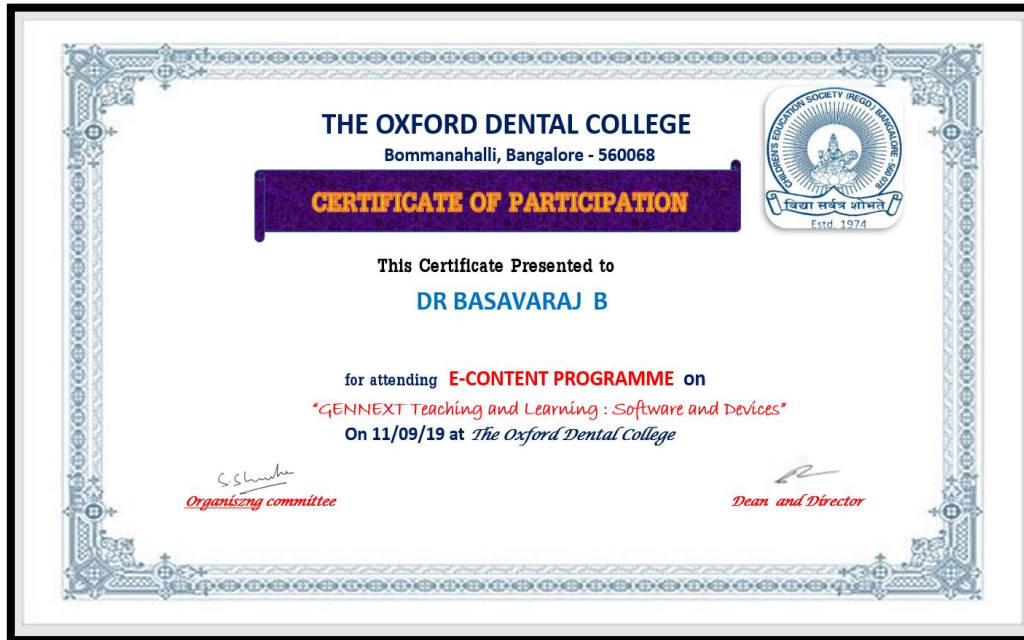 THE OXFORD DENTAL COLLEGE
Bommanahalli, Bangalore - 560068
CHILDREN'S EDUCATION SOCIETY (REGD.) BANGALORE - 560 078
विद्या सर्वत्र शोभते
Estd. 1974
CERTIFICATE OF PARTICIPATION
This Certificate Presented to
DR BASAVARAJ B
for attending E-CONTENT PROGRAMME on
"GENNEXT Teaching and Learning : Software and Devices"
On 11/09/19 at The Oxford Dental College
Organiszng committee
Dean and Director